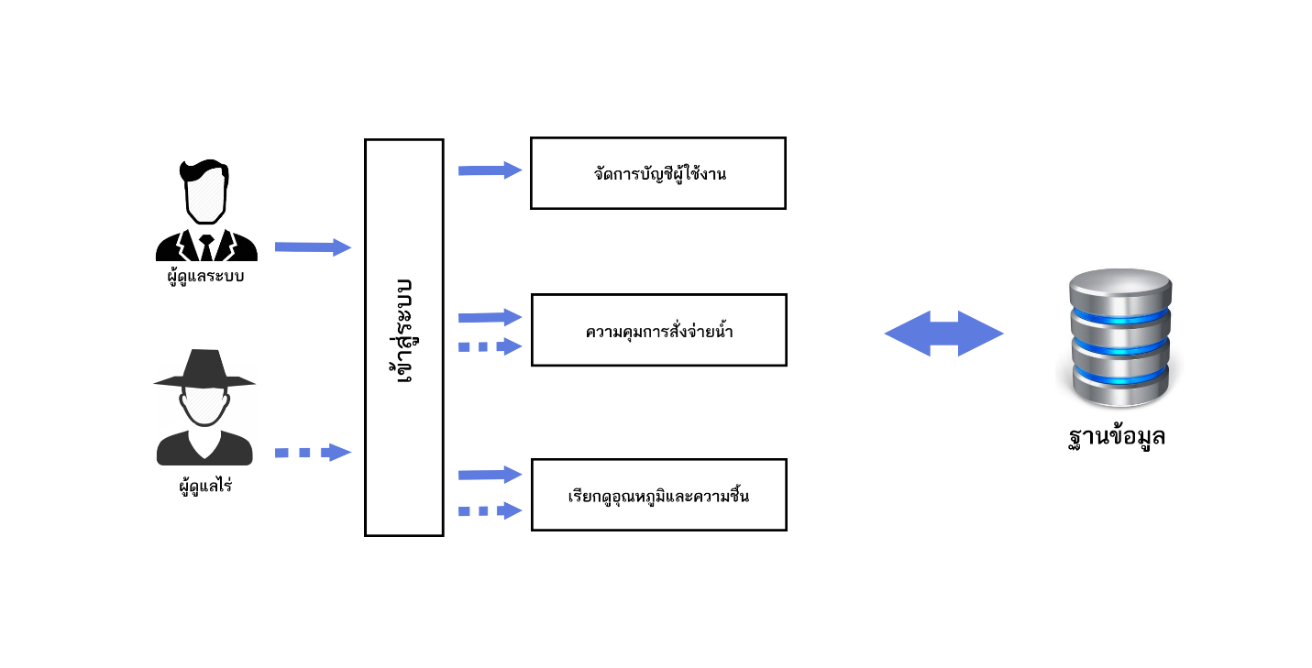 จัดการบัญชีผู้ใช้งาน
ผู้ดูแลระบบ
เข้าสู่ระบบ
ความคุมการสั่งจ่ายน้ำ
ฐานข้อมูล
ผู้ดูแลไร่
เรียกดูอุณหภูมิและความชื้น